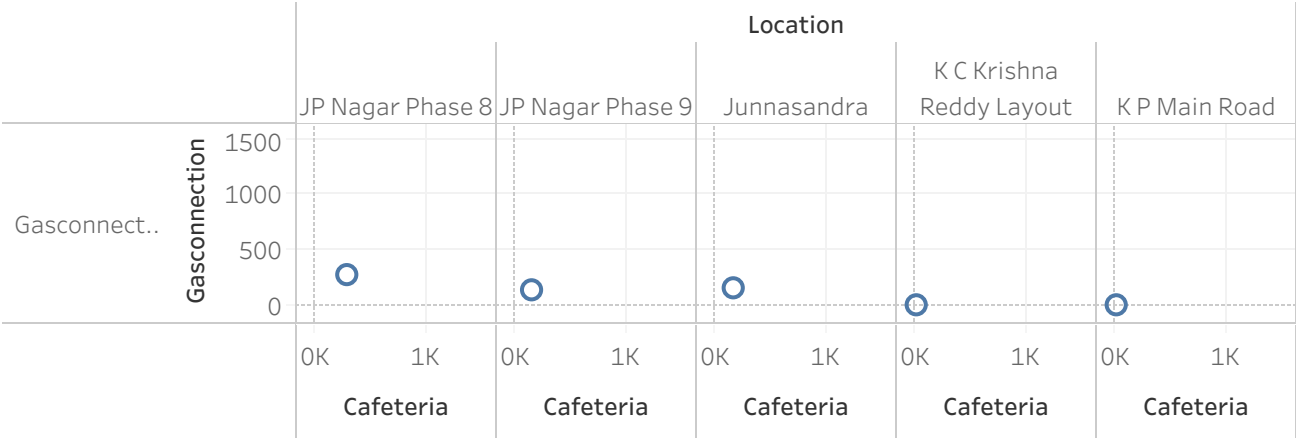 Location
JP Nagar Phase 8
JP Nagar Phase 9
Junnasandra
K C Krishna
Reddy Layout
K P Main Road
Gasconnect..
Gasconnection
1500
1000
500
0
0K 1K 0K 1K 0K 1K 0K 1K 0K 1K
Cafeteria Cafeteria Cafeteria Cafeteria Cafeteria